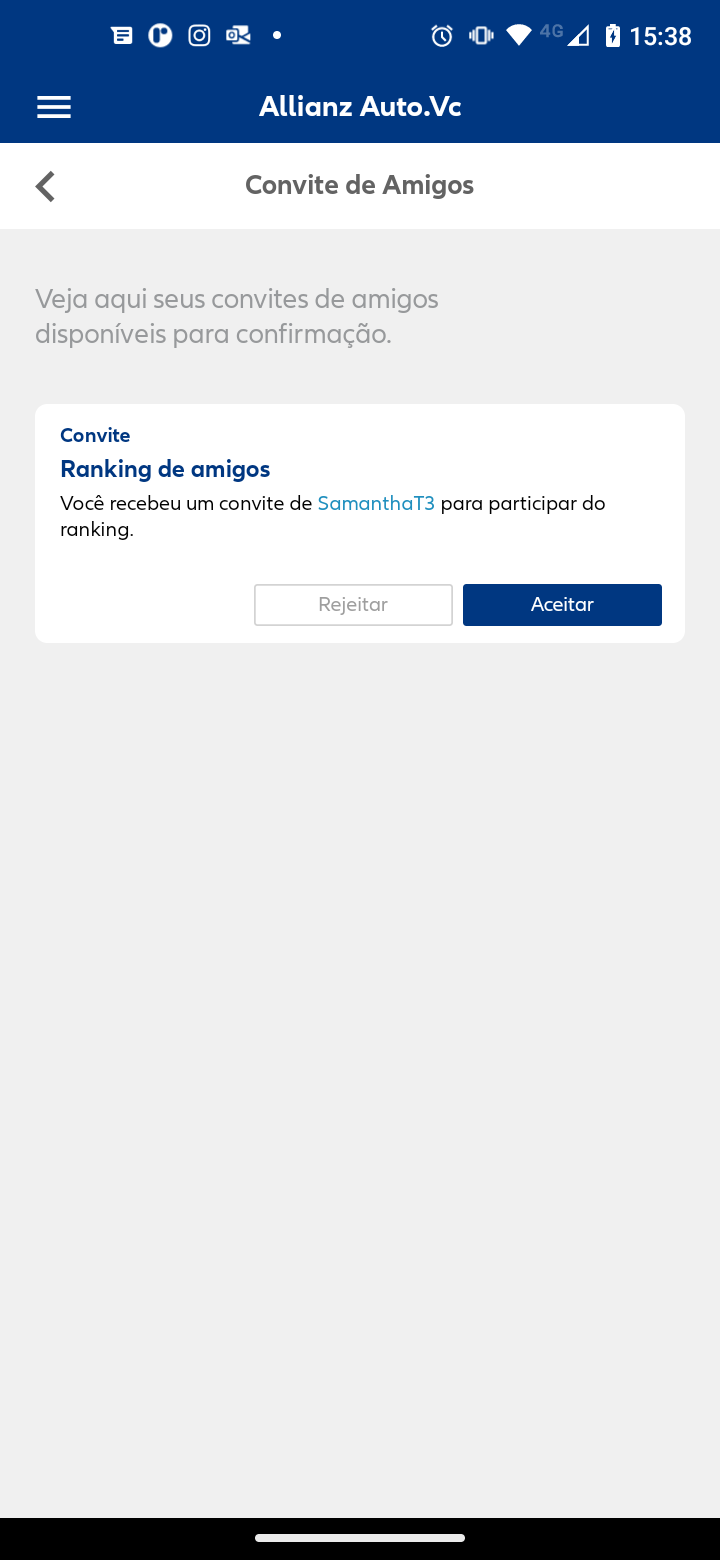 4G 15:38
Allianz Auto.Vc
Convite de Amigos
Veja aqui seus convites de amigos
disponíveis para confirmação.
Convite
Ranking de amigos
Você recebeu um convite de SamanthaT3 para participar do
ranking.
Rejeitar Aceitar